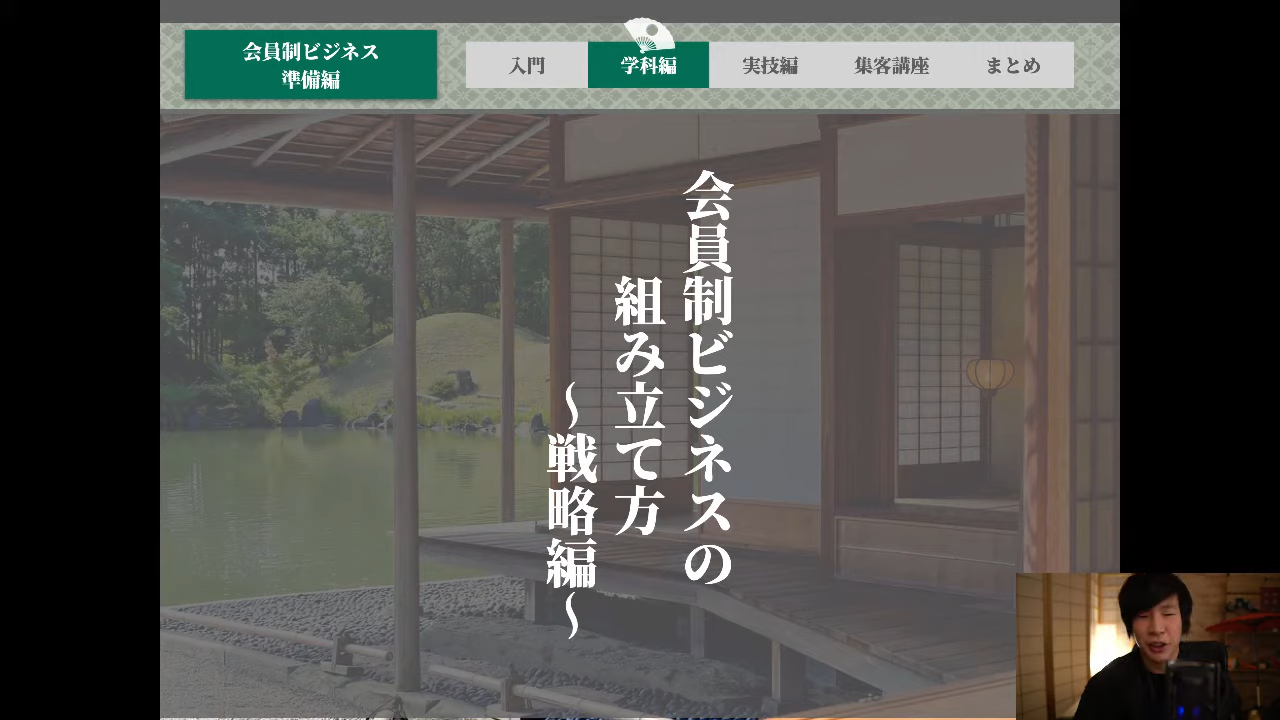 会員制ビジネス
準備編
入門
学科編
実技編
集客講座
まとめ
会員制ビジネスの
組み立て方
〜戦略編〜